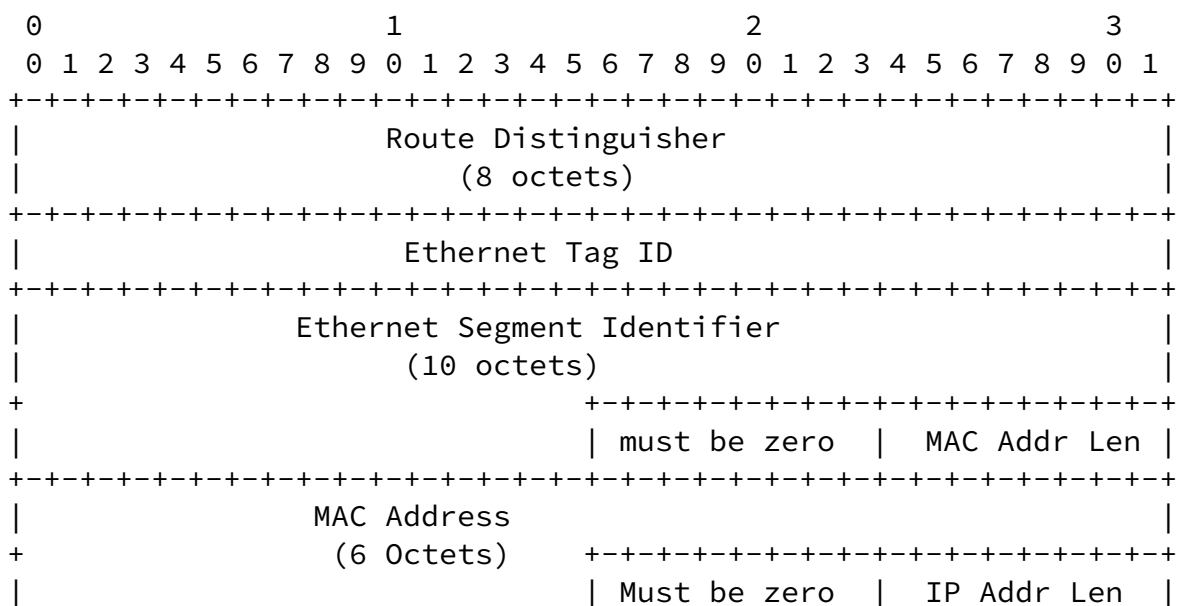 0                   1                   2                   3
 0 1 2 3 4 5 6 7 8 9 0 1 2 3 4 5 6 7 8 9 0 1 2 3 4 5 6 7 8 9 0 1
+-+-+-+-+-+-+-+-+-+-+-+-+-+-+-+-+-+-+-+-+-+-+-+-+-+-+-+-+-+-+-+-+
|                    Route Distinguisher                        |
|                        (8 octets)                             |
+-+-+-+-+-+-+-+-+-+-+-+-+-+-+-+-+-+-+-+-+-+-+-+-+-+-+-+-+-+-+-+-+
|                     Ethernet Tag ID                           |
+-+-+-+-+-+-+-+-+-+-+-+-+-+-+-+-+-+-+-+-+-+-+-+-+-+-+-+-+-+-+-+-+
|               Ethernet Segment Identifier                     |
|                     (10 octets)                               |
+                               +-+-+-+-+-+-+-+-+-+-+-+-+-+-+-+-+
|                               | must be zero  |  MAC Addr Len |
+-+-+-+-+-+-+-+-+-+-+-+-+-+-+-+-+-+-+-+-+-+-+-+-+-+-+-+-+-+-+-+-+
|                MAC Address                                    |
+                 (6 Octets)    +-+-+-+-+-+-+-+-+-+-+-+-+-+-+-+-+
|                               | Must be zero  |  IP Addr Len  |